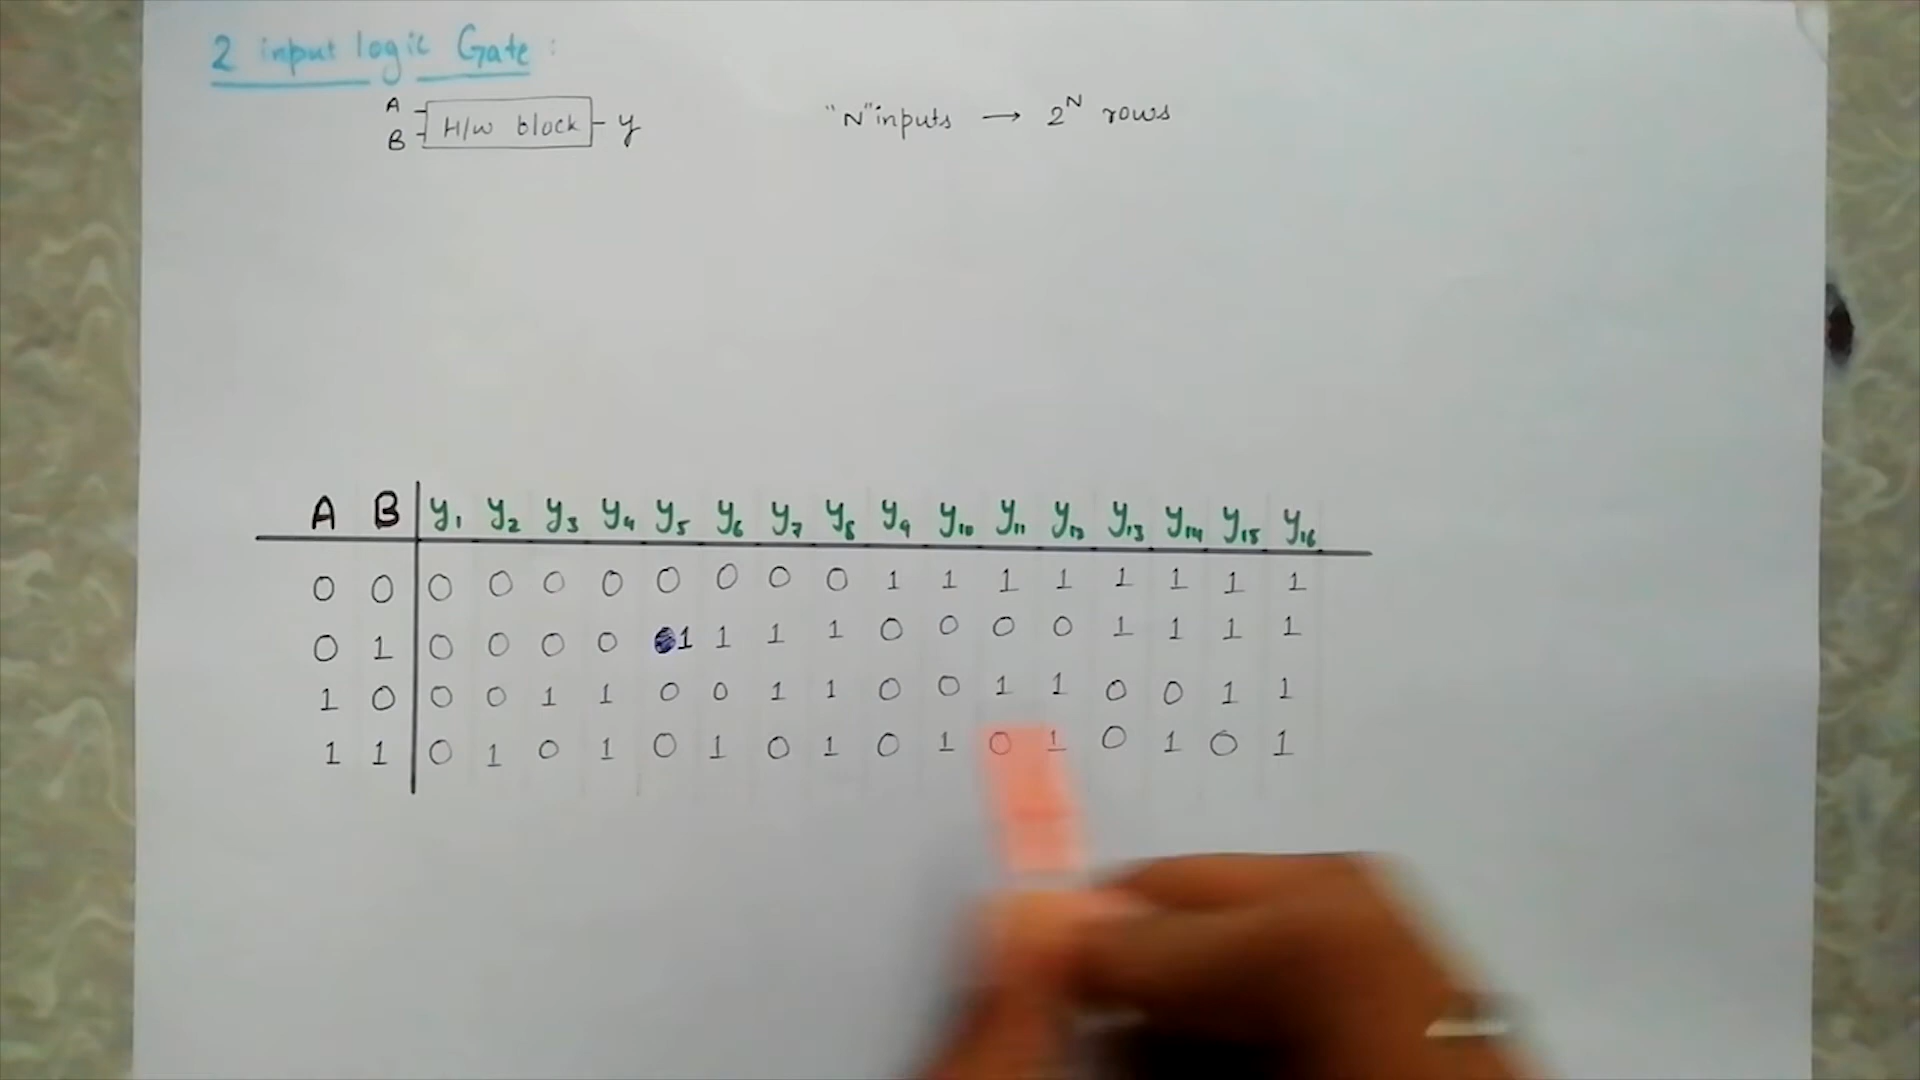 2 input logic Gate :
A
B
H/w block
y
"N" inputs → 2^N rows
A B y₁ y₂ y₃ y₄ y₅ y₆ y₇ y₈ y₉ y₁₀ y₁₁ y₁₂ y₁₃ y₁₄ y₁₅ y₁₆
0 0 0 0 0 0 0 0 0 0 1 1 1 1 1 1 1 1
0 1 0 0 0 0 1 1 1 1 0 0 0 0 1 1 1 1
1 0 0 0 1 1 0 0 1 1 0 0 1 1 0 0 1 1
1 1 0 1 0 1 0 1 0 1 0 1 0 1 0 1 0 1